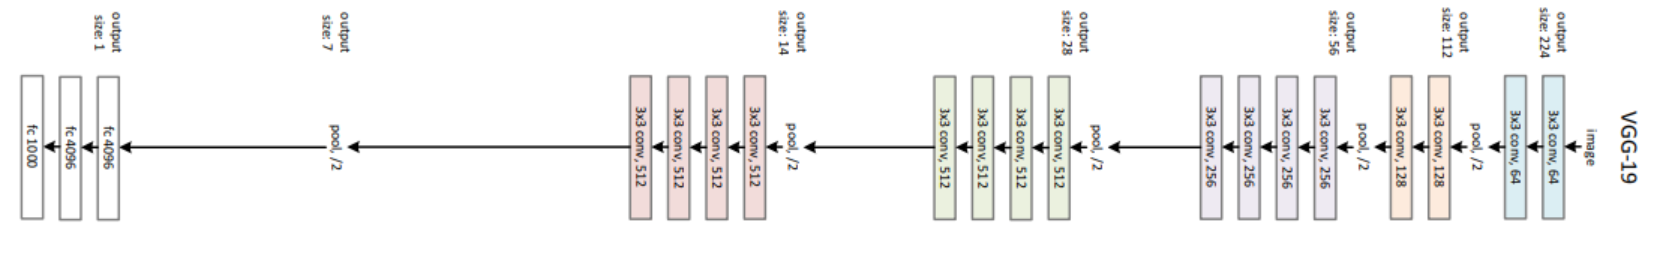 VGG-19
image
output
size: 224
3x3 conv, 64
3x3 conv, 64
pool, /2
output
size: 112
3x3 conv, 128
3x3 conv, 128
pool, /2
output
size: 56
3x3 conv, 256
3x3 conv, 256
3x3 conv, 256
3x3 conv, 256
pool, /2
output
size: 28
3x3 conv, 512
3x3 conv, 512
3x3 conv, 512
3x3 conv, 512
pool, /2
output
size: 14
3x3 conv, 512
3x3 conv, 512
3x3 conv, 512
3x3 conv, 512
pool, /2
output
size: 7
output
size: 1
fc 4096
fc 4096
fc 1000